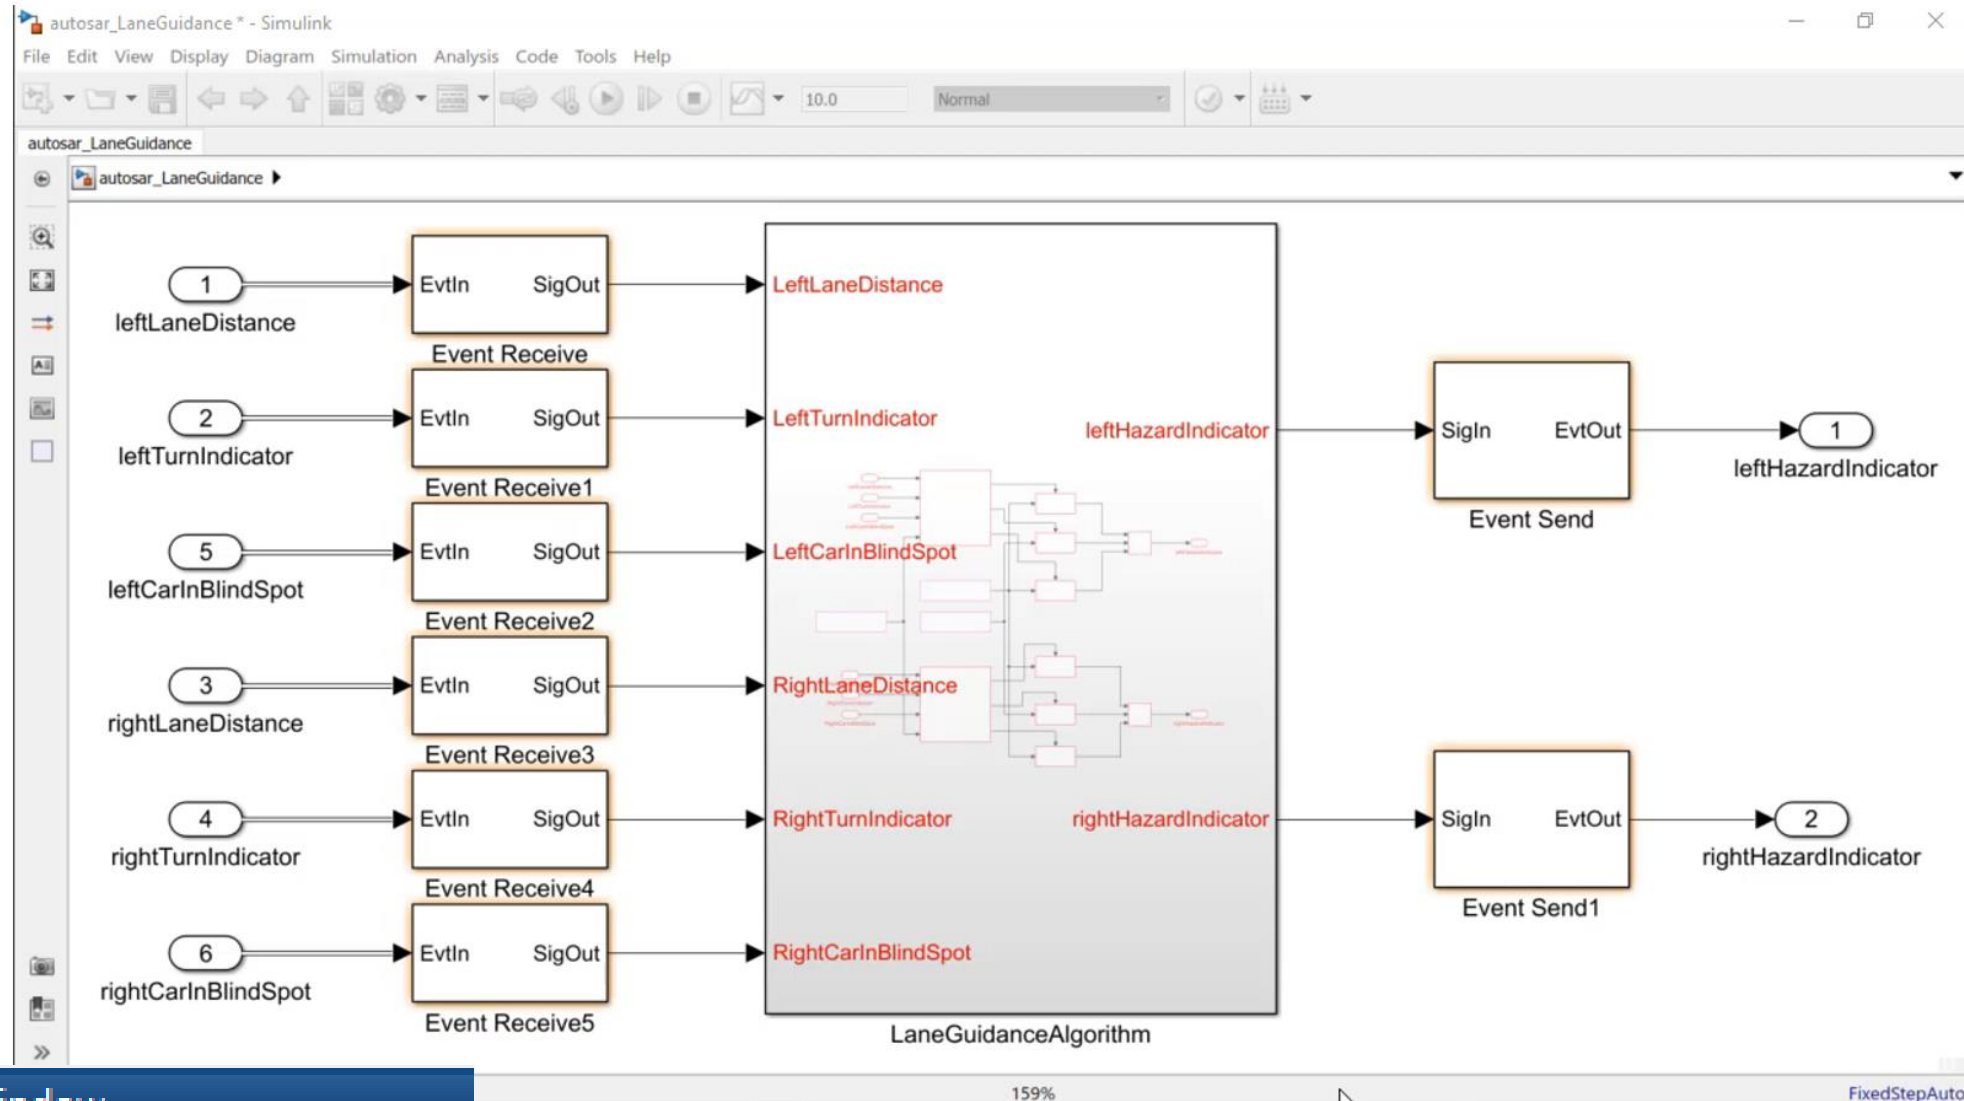 autosar_LaneGuidance * - Simulink
File Edit View Display Diagram Simulation Analysis Code Tools Help
10.0 Normal
autosar_LaneGuidance
autosar_LaneGuidance
1 EvtIn SigOut LeftLaneDistance
leftLaneDistance
Event Receive
2 EvtIn SigOut LeftTurnIndicator
leftTurnIndicator
Event Receive1
5 EvtIn SigOut LeftCarInBlindSpot
leftCarInBlindSpot
Event Receive2
3 EvtIn SigOut RightLaneDistance
rightLaneDistance
Event Receive3
4 EvtIn SigOut RightTurnIndicator
rightTurnIndicator
Event Receive4
6 EvtIn SigOut RightCarInBlindSpot
rightCarInBlindSpot
Event Receive5
LaneGuidanceAlgorithm
leftHazardIndicator SigIn EvtOut 1
leftHazardIndicator
Event Send
rightHazardIndicator SigIn EvtOut 2
rightHazardIndicator
Event Send1
159%
FixedStepAuto